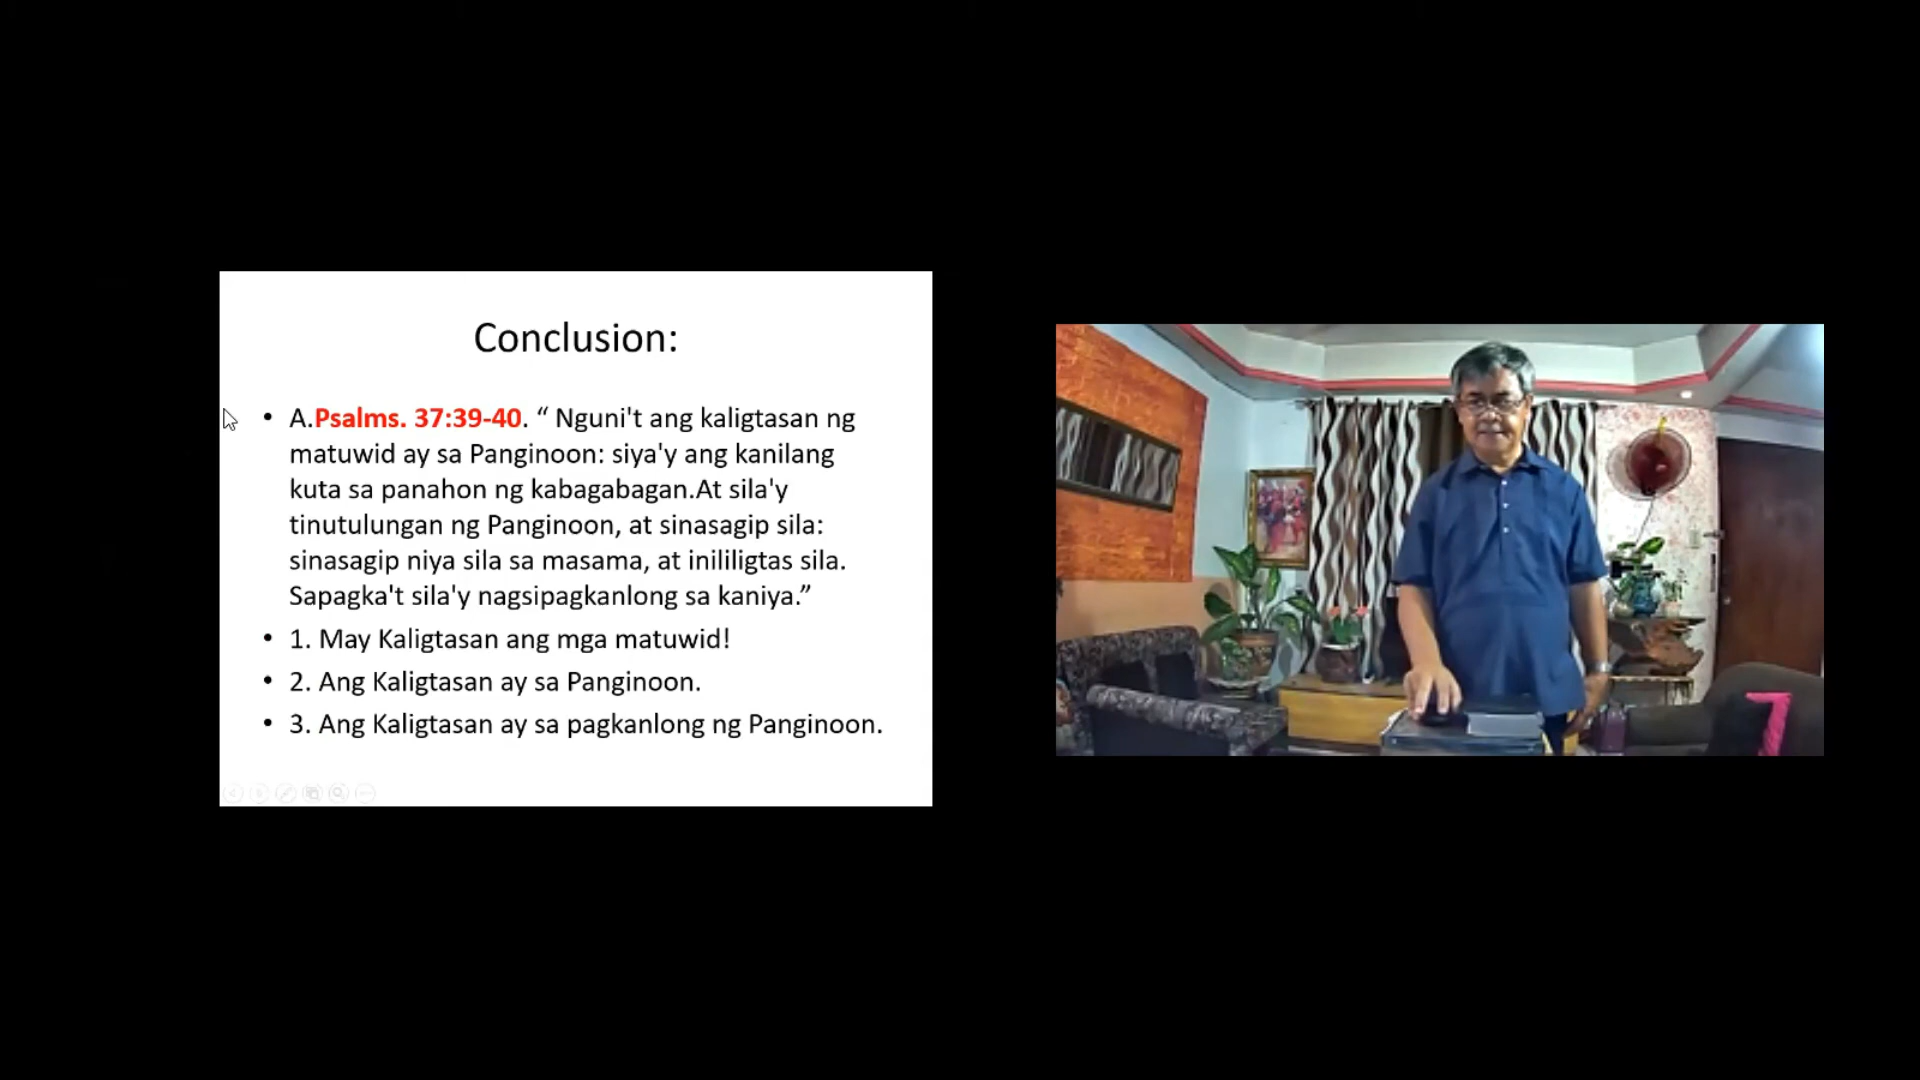 Conclusion:
• A.Psalms. 37:39-40. “ Nguni't ang kaligtasan ng
matuwid ay sa Panginoon: siya'y ang kanilang
kuta sa panahon ng kabagabagan.At sila'y
tinutulungan ng Panginoon, at sinasagip sila:
sinasagip niya sila sa masama, at inililigtas sila.
Sapagka't sila'y nagsipagkanlong sa kaniya.”
• 1. May Kaligtasan ang mga matuwid!
• 2. Ang Kaligtasan ay sa Panginoon.
• 3. Ang Kaligtasan ay sa pagkanlong ng Panginoon.